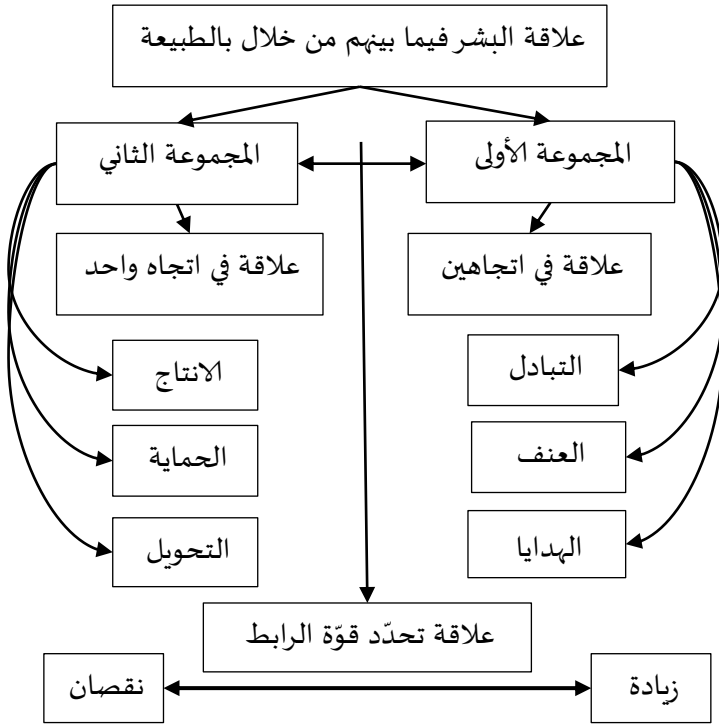 علاقة البشر فيما بينهم من خلال بالطبيعة
المجموعة الأولى
المجموعة الثاني
علاقة في اتجاهين
علاقة في اتجاه واحد
التبادل
الانتاج
العنف
الحماية
الهدايا
التحويل
علاقة تحدّد قوّة الرابط
زيادة
نقصان